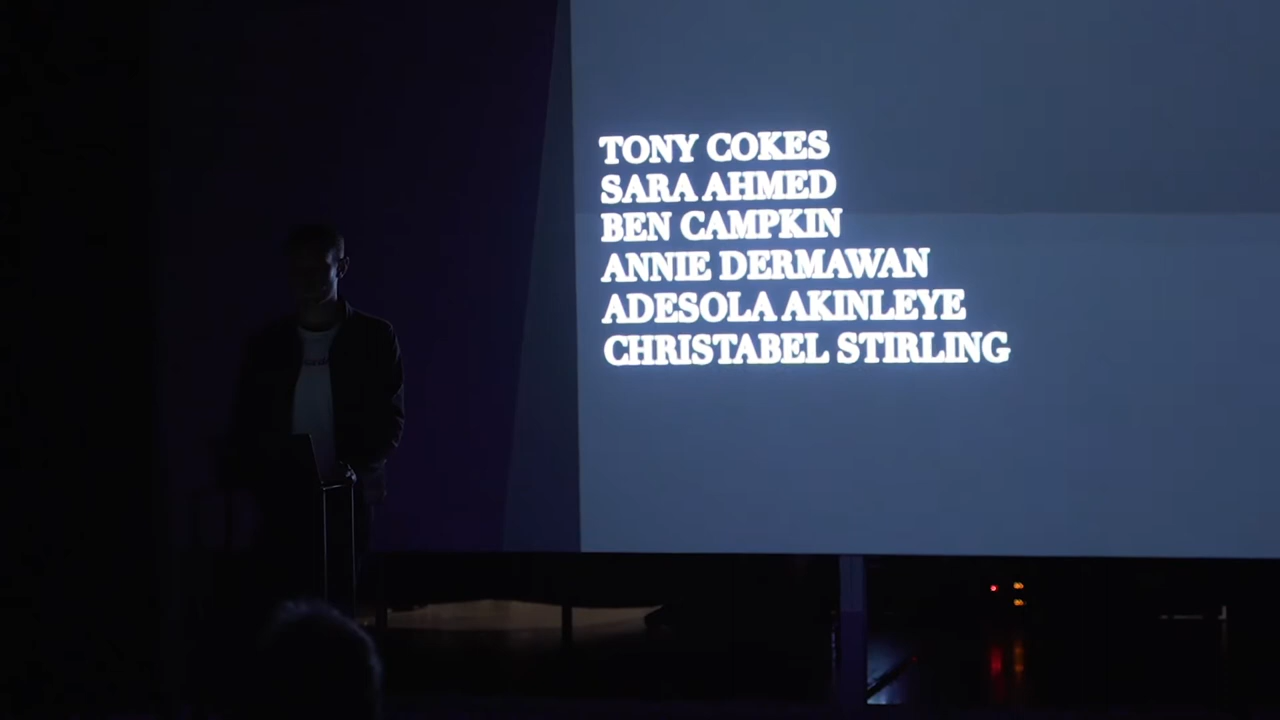 TONY COKES
SARA AHMED
BEN CAMPKIN
ANNIE DERMAWAN
ADESOLA AKINLEYE
CHRISTABEL STIRLING